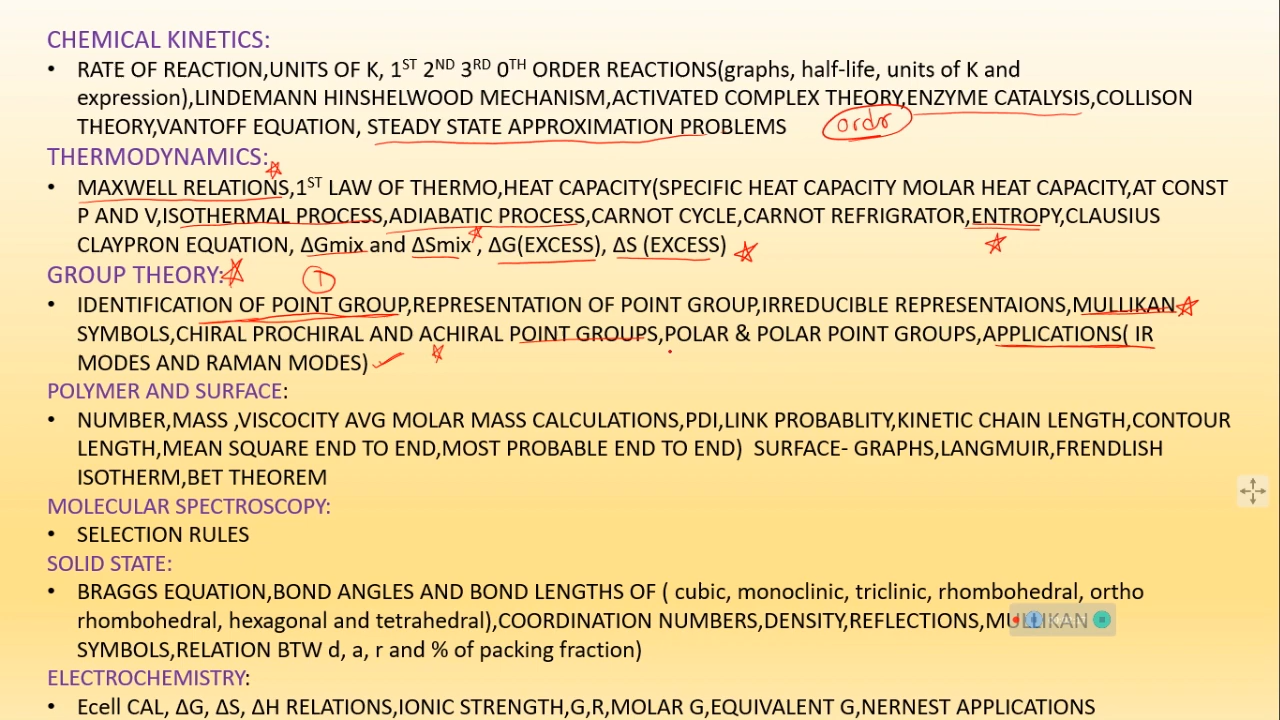 CHEMICAL KINETICS:
• RATE OF REACTION,UNITS OF K, 1ST 2ND 3RD 0TH ORDER REACTIONS(graphs, half-life, units of K and
expression),LINDEMANN HINSHELWOOD MECHANISM,ACTIVATED COMPLEX THEORY,ENZYME CATALYSIS,COLLISON
THEORY,VANTOFF EQUATION, STEADY STATE APPROXIMATION PROBLEMS ordr
THERMODYNAMICS:
• MAXWELL RELATIONS,1ST LAW OF THERMO,HEAT CAPACITY(SPECIFIC HEAT CAPACITY MOLAR HEAT CAPACITY,AT CONST
P AND V,ISOTHERMAL PROCESS,ADIABATIC PROCESS,CARNOT CYCLE,CARNOT REFRIGRATOR,ENTROPY,CLAUSIUS
CLAYPRON EQUATION, ΔGmix and ΔSmix , ΔG(EXCESS), ΔS (EXCESS)
GROUP THEORY: 1
• IDENTIFICATION OF POINT GROUP,REPRESENTATION OF POINT GROUP,IRREDUCIBLE REPRESENTAIONS,MULLIKAN
SYMBOLS,CHIRAL PROCHIRAL AND ACHIRAL POINT GROUPS,POLAR & POLAR POINT GROUPS,APPLICATIONS( IR
MODES AND RAMAN MODES)
POLYMER AND SURFACE:
• NUMBER,MASS ,VISCOCITY AVG MOLAR MASS CALCULATIONS,PDI,LINK PROBABLITY,KINETIC CHAIN LENGTH,CONTOUR
LENGTH,MEAN SQUARE END TO END,MOST PROBABLE END TO END) SURFACE- GRAPHS,LANGMUIR,FRENDLISH
ISOTHERM,BET THEOREM
MOLECULAR SPECTROSCOPY:
• SELECTION RULES
SOLID STATE:
• BRAGGS EQUATION,BOND ANGLES AND BOND LENGTHS OF ( cubic, monoclinic, triclinic, rhombohedral, ortho
rhombohedral, hexagonal and tetrahedral),COORDINATION NUMBERS,DENSITY,REFLECTIONS,MULLIKAN
SYMBOLS,RELATION BTW d, a, r and % of packing fraction)
ELECTROCHEMISTRY:
• Ecell CAL, ΔG, ΔS, ΔH RELATIONS,IONIC STRENGTH,G,R,MOLAR G,EQUIVALENT G,NERNEST APPLICATIONS